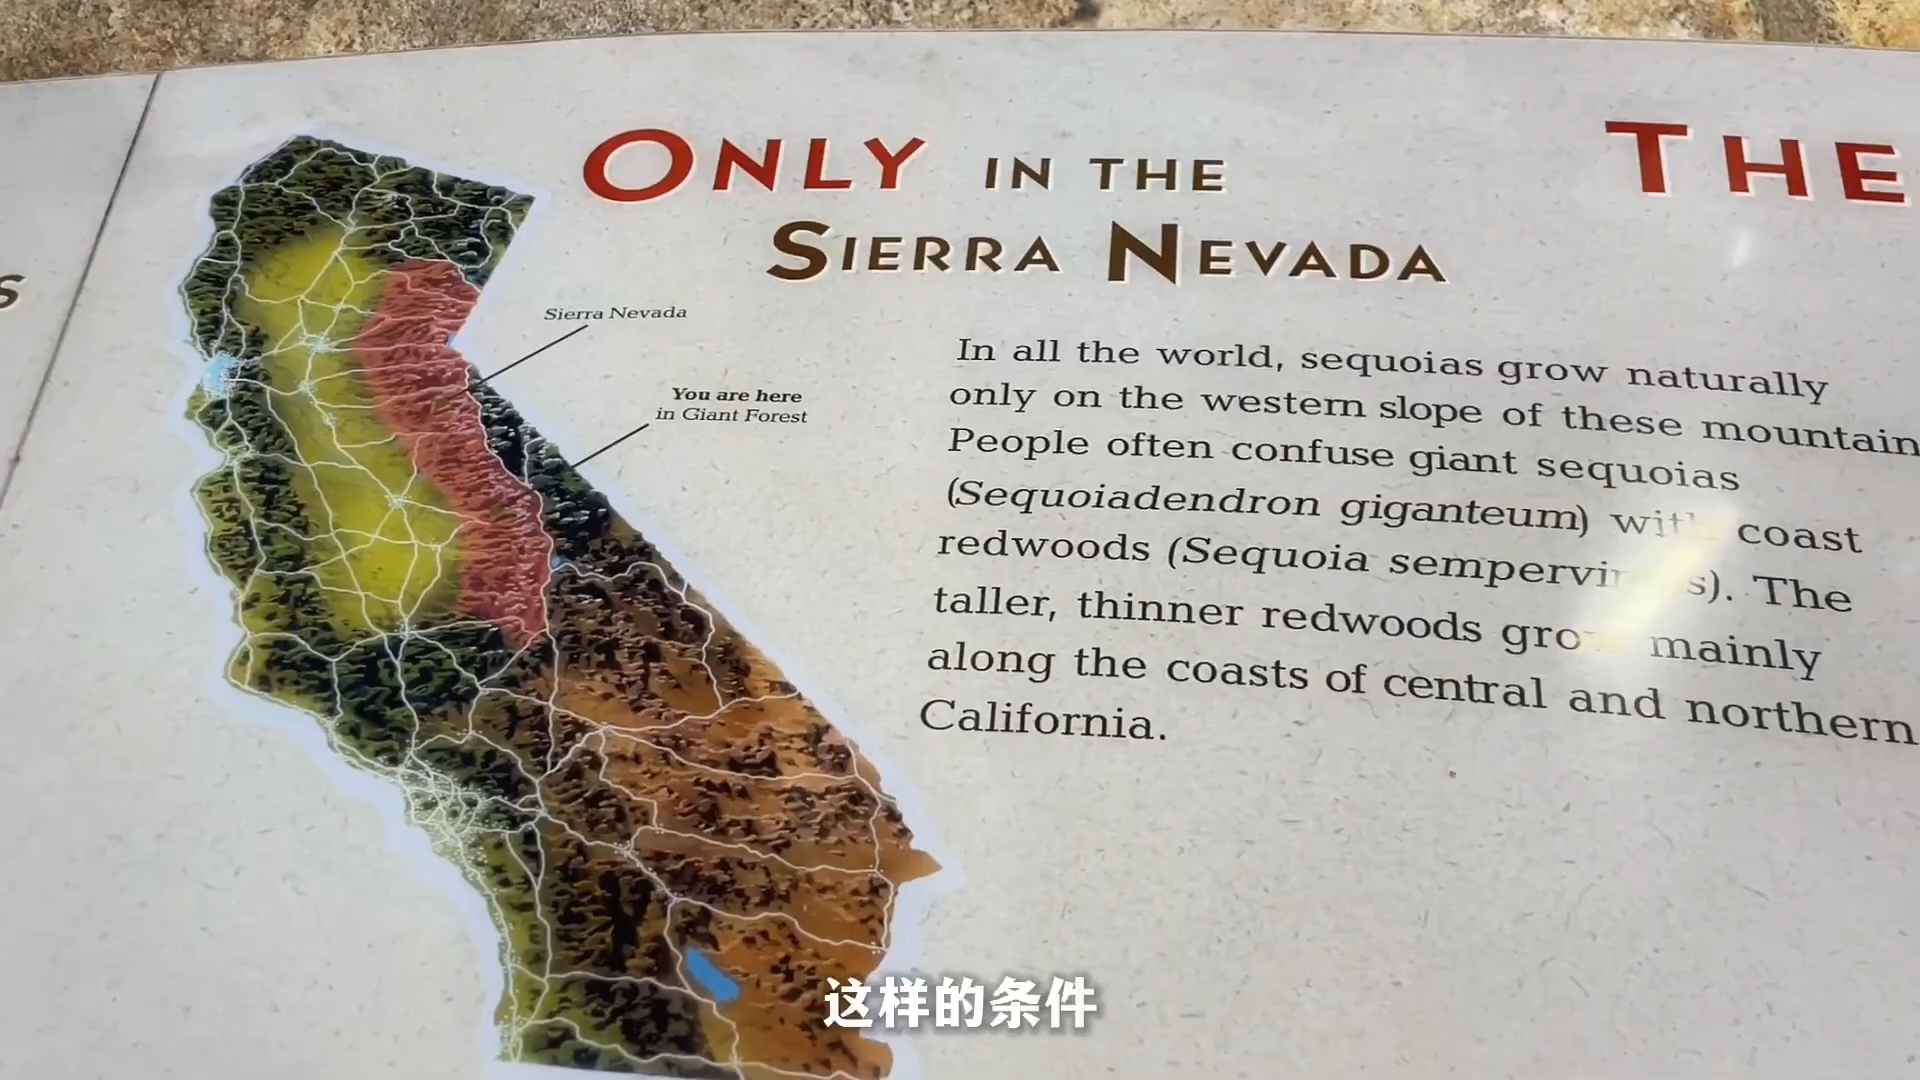 ONLY IN THE
SIERRA NEVADA
THE
S
Sierra Nevada
You are here
in Giant Forest
In all the world, sequoias grow naturally
only on the western slope of these mountain
People often confuse giant sequoias
(Sequoiadendron giganteum) coast
redwoods (Sequoia The
taller, thinner redwoods mainly
along the coasts of central and northern
California.
这样的条件